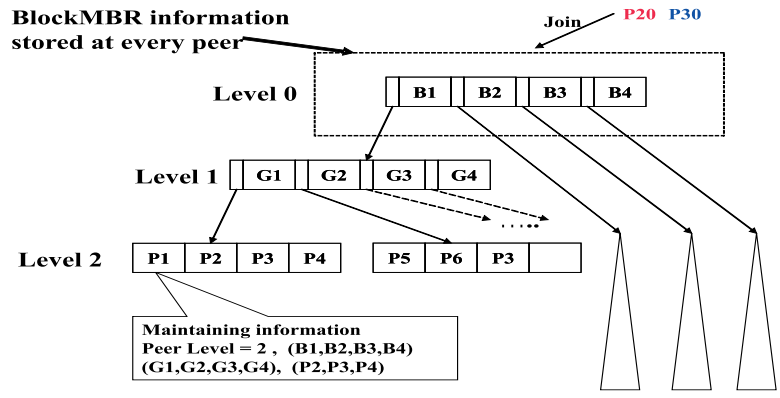 BlockMBR information
stored at every peer
Join
P20 P30
Level 0
B1 B2 B3 B4
Level 1
G1 G2 G3 G4
......
Level 2
P1 P2 P3 P4 P5 P6 P3
Maintaining information
Peer Level = 2 , (B1,B2,B3,B4)
(G1,G2,G3,G4), (P2,P3,P4)